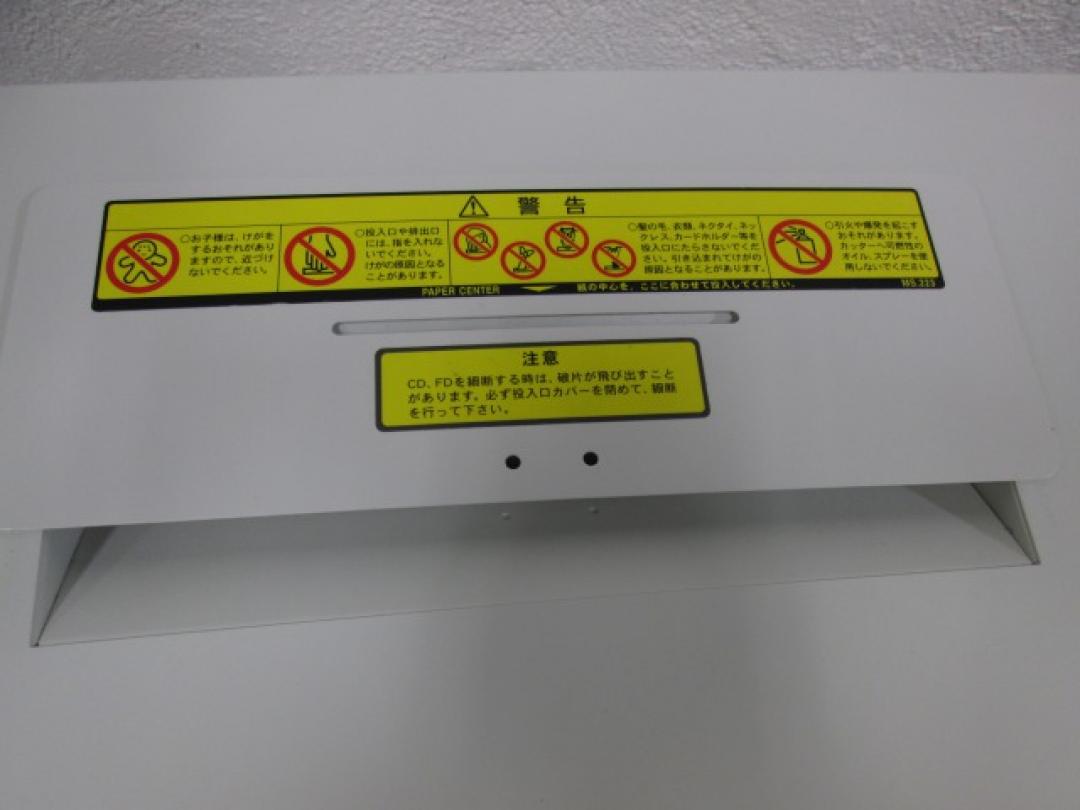 警告
○お子様は、けがを
するおそれがあり
ますので、近づけ
ないでください。
○投入口や排出口
には、指を入れな
いでください。
けがの原因となる
ことがあります。
○髪の毛、衣類、ネクタイ、ネッ
クレス、カードホルダー等を
投入口にたらさないでくだ
さい。引き込まれてけがの
原因となることがあります。
○引火や爆発を起こす
おそれがあります。
カッターへ可燃性の
オイル、スプレーを使
用しないでください。
PAPER CENTER 紙の中心を、ここに合わせて投入してください。 MS.223
注意
CD、FDを細断する時は、破片が飛び出すこと
があります。必ず投入口カバーを閉めて、細断
を行って下さい。